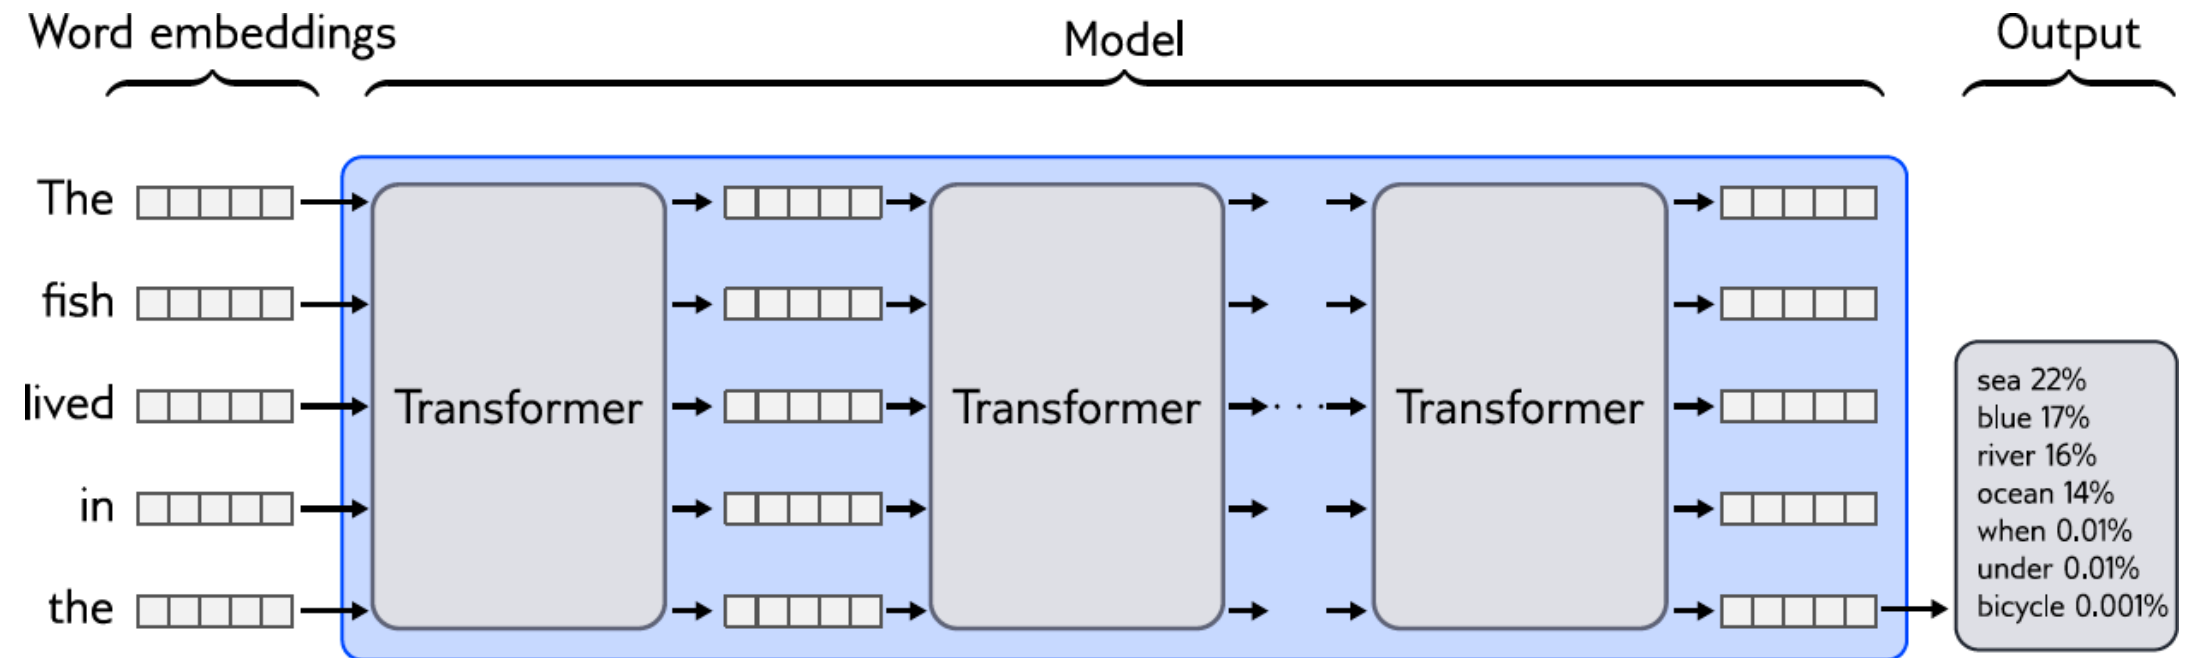 Word embeddings
Model
Output
The
fish
lived
in
the
Transformer
Transformer
. . .
Transformer
sea 22%
blue 17%
river 16%
ocean 14%
when 0.01%
under 0.01%
bicycle 0.001%